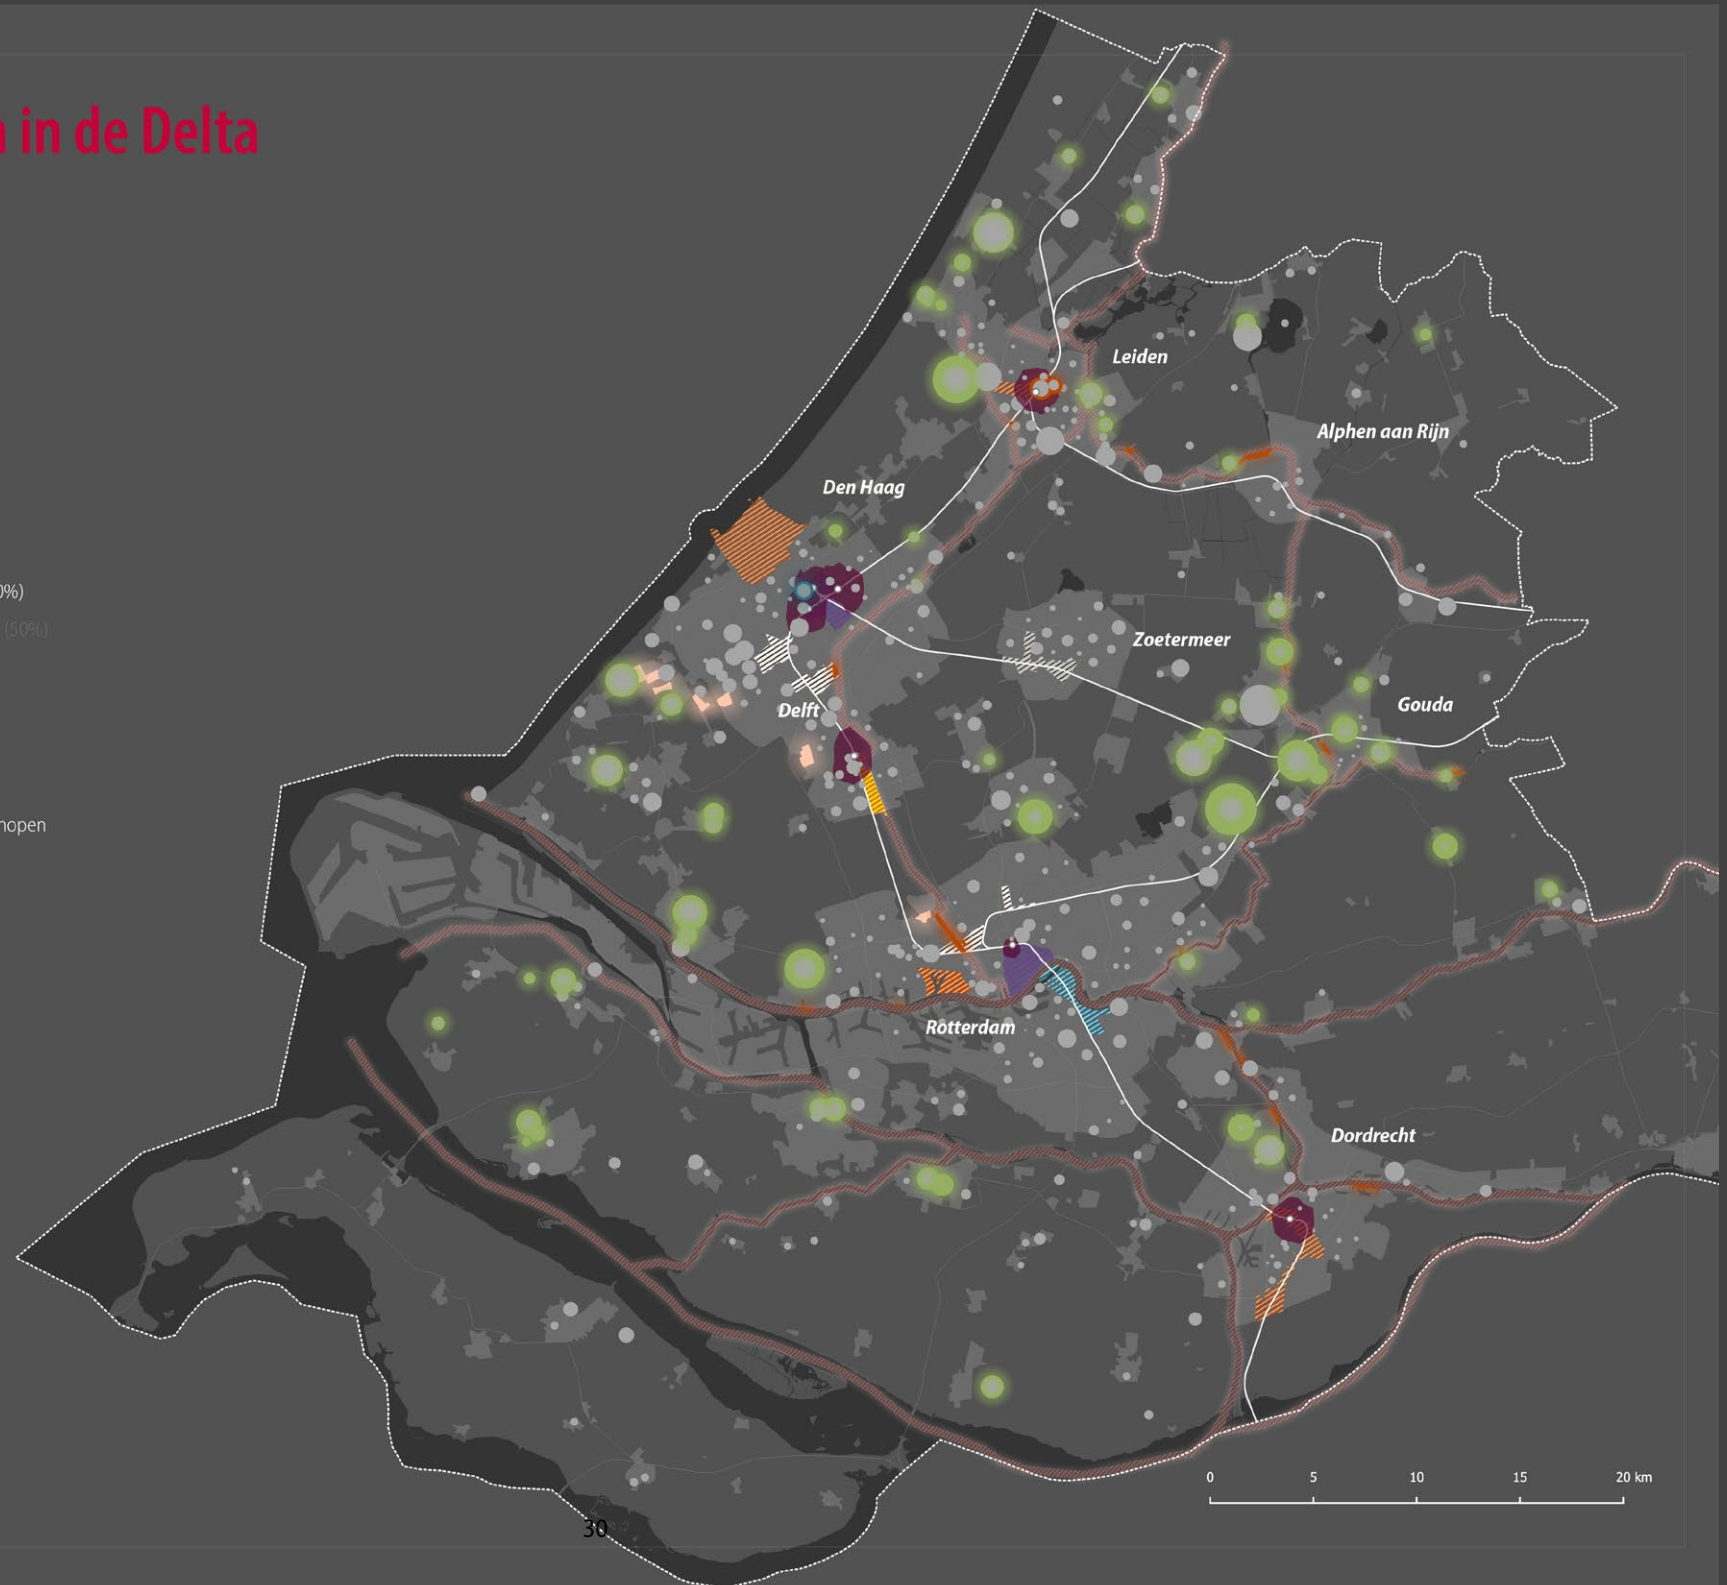 in de Delta
Leiden
Alphen aan Rijn
Den Haag
0%)
(50%)
Zoetermeer
Gouda
Delft
hopen
Rotterdam
Dordrecht
0 5 10 15 20 km
30